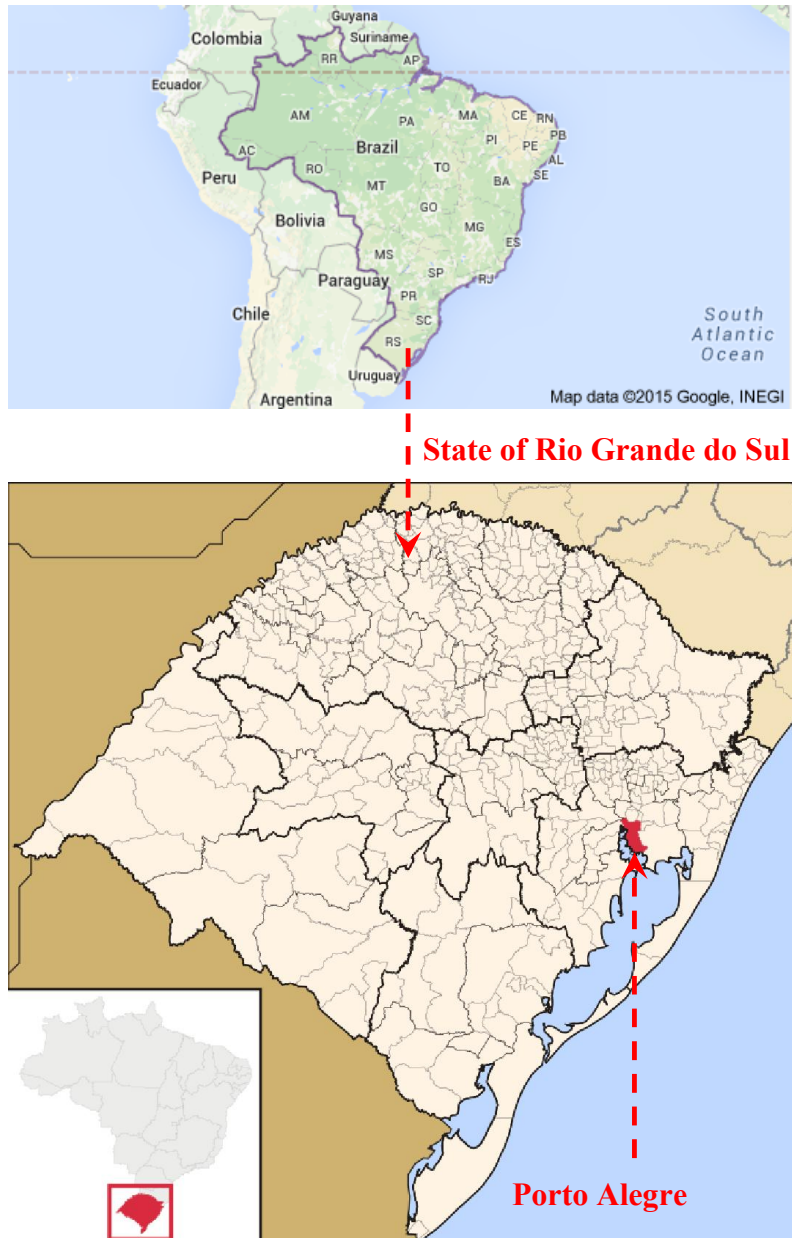 Guyana
Colombia
Suriname
RR
AP
Ecuador
AM
PA
MA
CE
RN
Brazil
PI
PB
PE
AC
AL
Peru
RO
TO
SE
MT
BA
Bolivia
GO
MG
MS
ES
Paraguay
SP
RJ
PR
Chile
SC
South
Atlantic
Ocean
RS
Uruguay
Argentina
Map data ©2015 Google, INEGI
State of Rio Grande do Sul
Porto Alegre